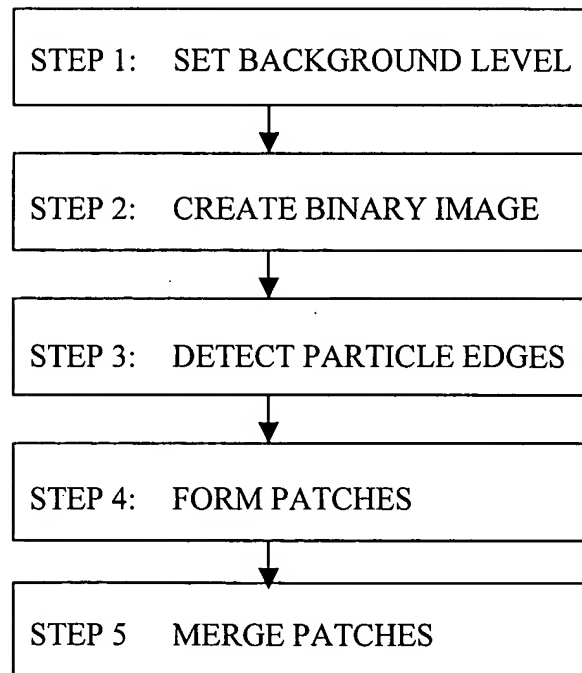 STEP 1: SET BACKGROUND LEVEL
STEP 2: CREATE BINARY IMAGE
STEP 3: DETECT PARTICLE EDGES
STEP 4: FORM PATCHES
STEP 5 MERGE PATCHES